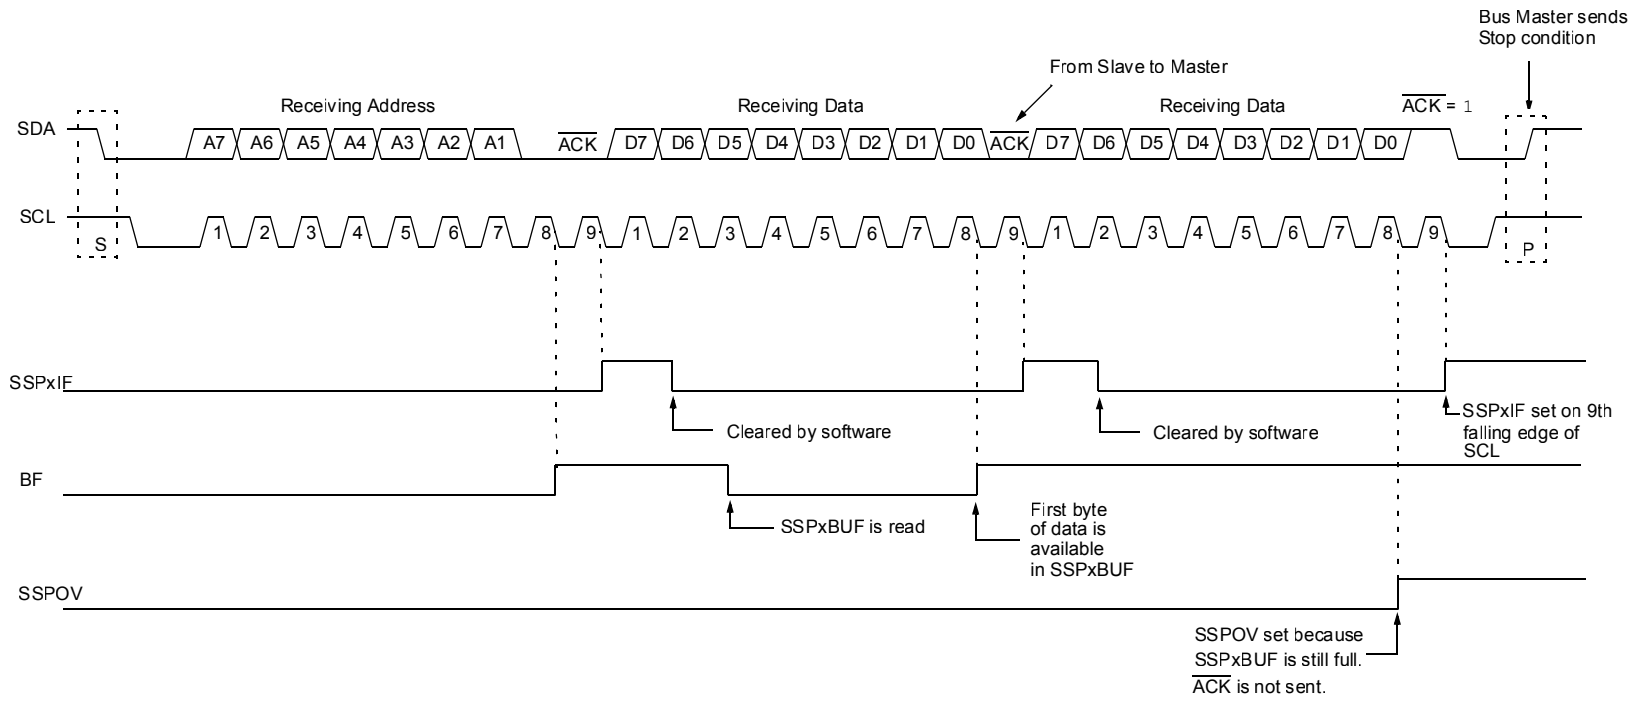 Bus Master sends
Stop condition
From Slave to Master
Receiving Address
Receiving Data
Receiving Data
ACK = 1
SDA
A7 A6 A5 A4 A3 A2 A1 ACK D7 D6 D5 D4 D3 D2 D1 D0 ACK D7 D6 D5 D4 D3 D2 D1 D0
SCL
S
1 2 3 4 5 6 7 8 9 1 2 3 4 5 6 7 8 9 1 2 3 4 5 6 7 8 9
P
SSPxIF
Cleared by software
Cleared by software
SSPxIF set on 9th
falling edge of
SCL
BF
SSPxBUF is read
First byte
of data is
available
in SSPxBUF
SSPOV
SSPOV set because
SSPxBUF is still full.
ACK is not sent.